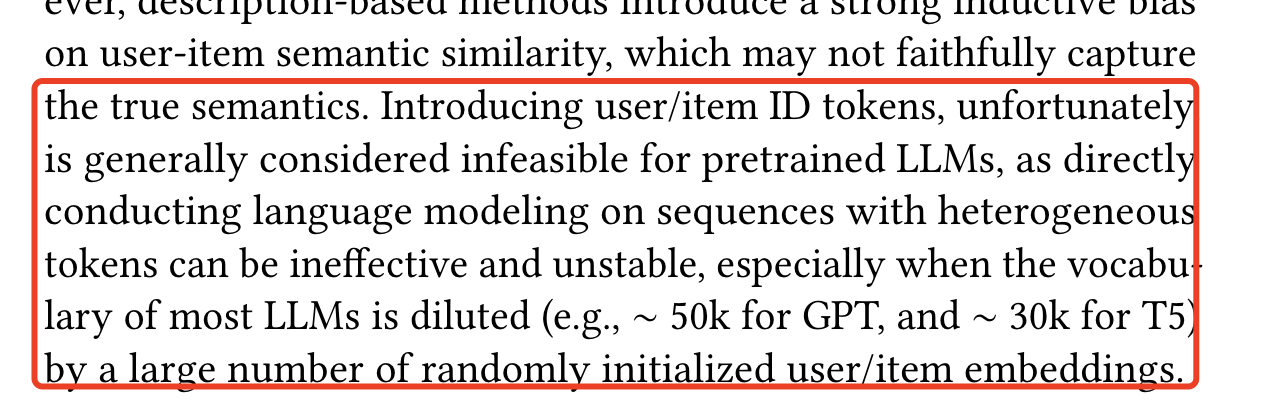 ever, description-based methods introduce a strong inductive bias
on user-item semantic similarity, which may not faithfully capture
the true semantics. Introducing user/item ID tokens, unfortunately
is generally considered infeasible for pretrained LLMs, as directly
conducting language modeling on sequences with heterogeneous
tokens can be ineffective and unstable, especially when the vocabu-
lary of most LLMs is diluted (e.g., ~ 50k for GPT, and ~ 30k for T5)
by a large number of randomly initialized user/item embeddings.